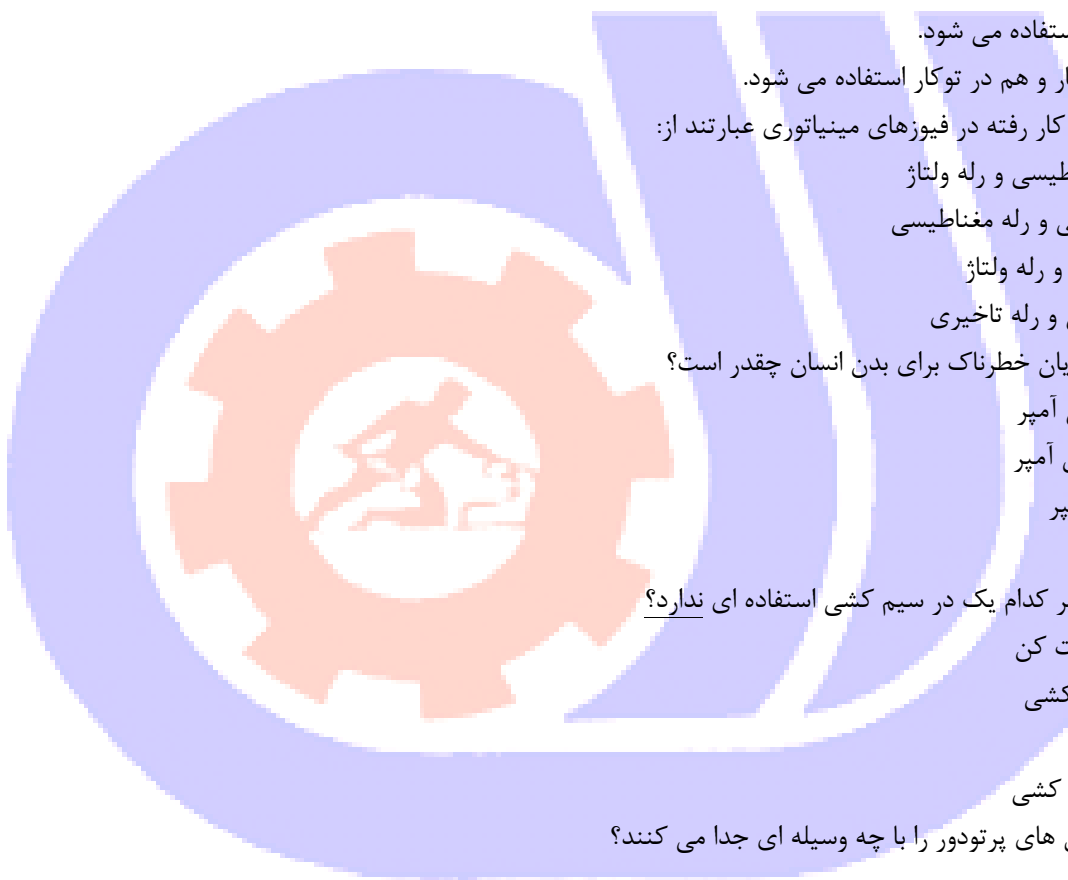 ستفاده می شود.
ار و هم در توکار استفاده می شود.
کار رفته در فیوزهای مینیاتوری عبارتند از:
طیسی و رله ولتاژ
ی و رله مغناطیسی
و رله ولتاژ
و رله تاخیری
یان خطرناک برای بدن انسان چقدر است؟
آمپر
آمپر
پر
ر کدام یک در سیم کشی استفاده ای ندارد؟
ت کن
کشی
کشی
های پرتودور را با چه وسیله ای جدا می کنند؟